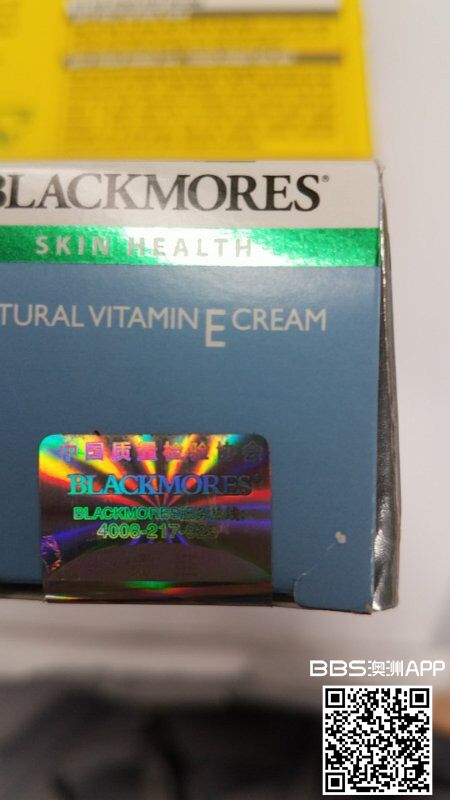 BLACKMORES®
SKIN HEALTH
TURAL VITAMIN E CREAM
中国质量检验协会
BLACKMORES
BLACKMORES
4008-217-
BBS澳洲APP